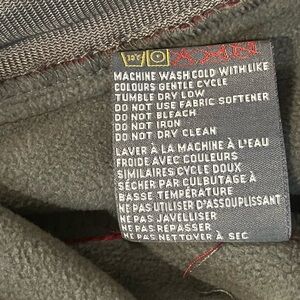 MACHINE WASH COLD WITH LIKE
COLOURS GENTLE CYCLE
TUMBLE DRY LOW
DO NOT USE FABRIC SOFTENER
DO NOT BLEACH
DO NOT IRON
DO NOT DRY CLEAN
LAVER À LA MACHINE À L'EAU
FROIDE AVEC COULEURS
SIMILAIRES CYCLE DOUX
SÉCHER PAR CULBUTAGE À
BASSE TEMPÉRATURE
NE PAS UTILISER D'ASSOUPLISSANT
NE PAS JAVELLISER
NE PAS REPASSER
NE PAS NETTOYER À SEC